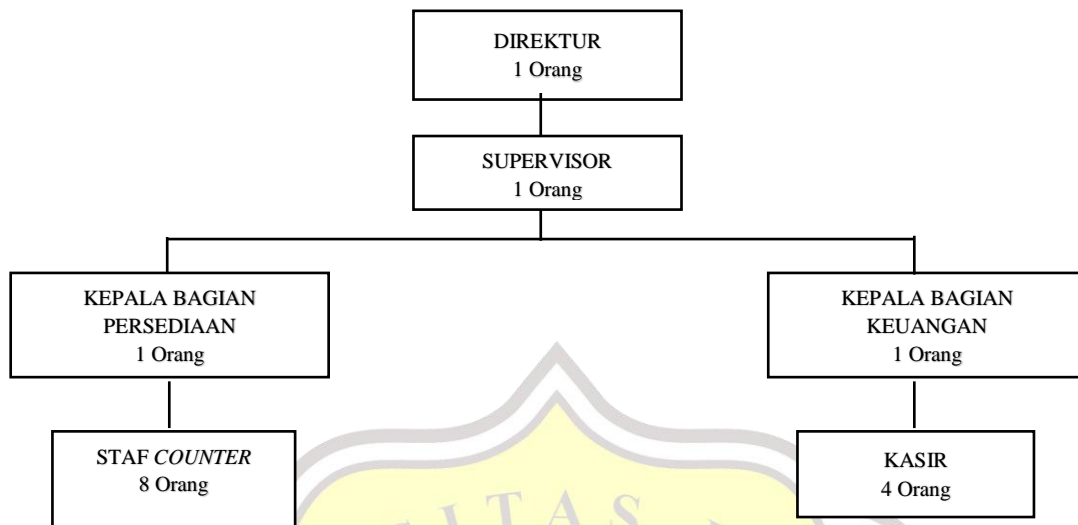 DIREKTUR
1 Orang
SUPERVISOR
1 Orang
KEPALA BAGIAN
PERSEDIAAN
1 Orang
KEPALA BAGIAN
KEUANGAN
1 Orang
STAF COUNTER
8 Orang
KASIR
4 Orang
ITAS